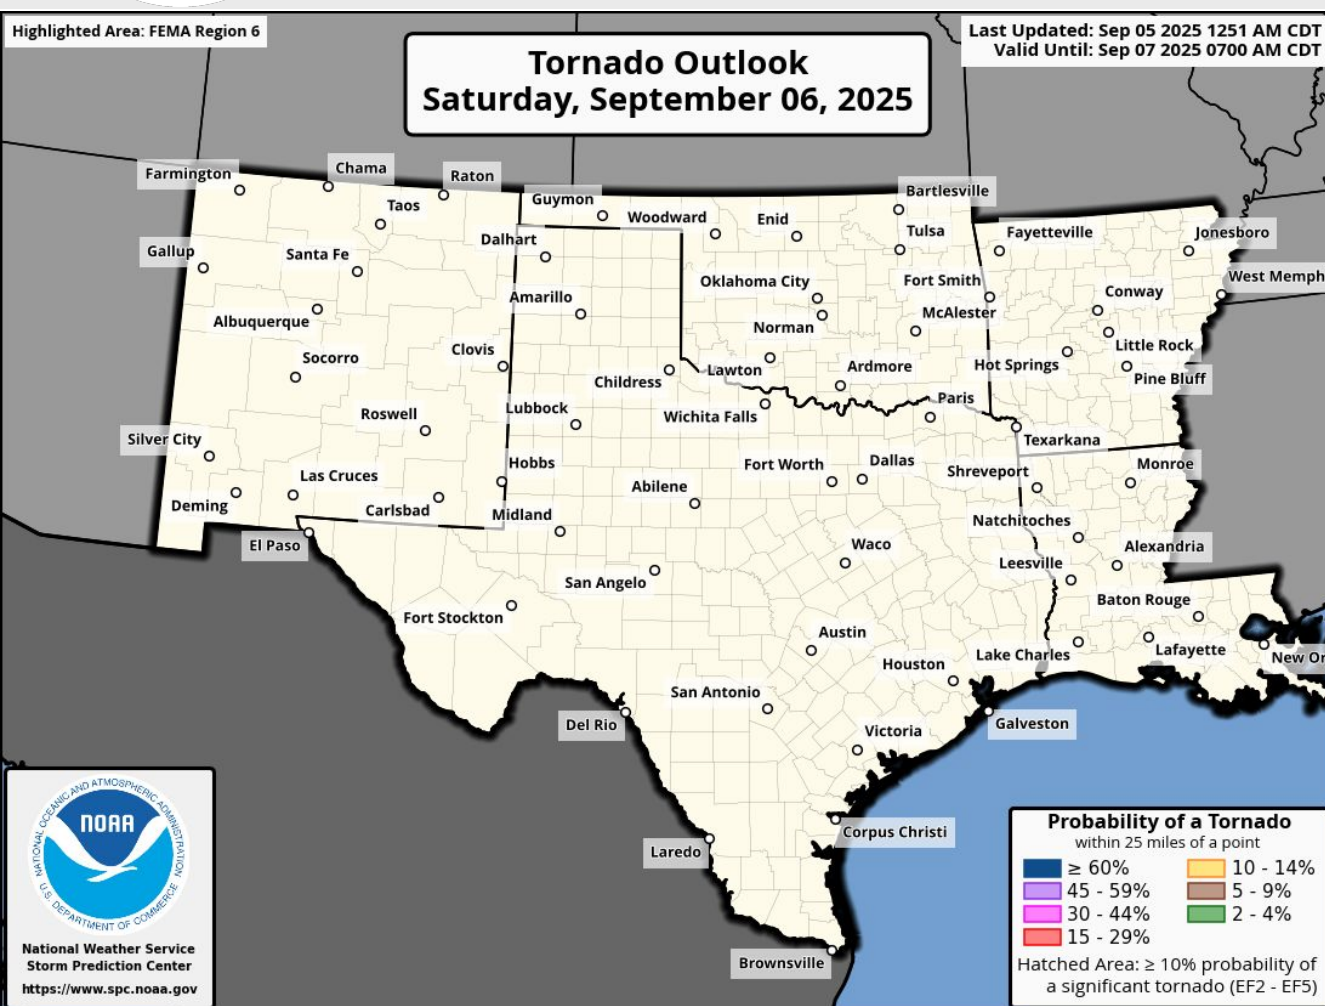 Highlighted Area: FEMA Region 6
Last Updated: Sep 05 2025 1251 AM CDT
Valid Until: Sep 07 2025 0700 AM CDT
Tornado Outlook
Saturday, September 06, 2025
Farmington
Chama
Raton
Taos
Guymon
Woodward
Enid
Bartlesville
Tulsa
Fayetteville
Jonesboro
Gallup
Santa Fe
Dalhart
Oklahoma City
Fort Smith
West Memph
Amarillo
Conway
Albuquerque
Norman
McAlester
Little Rock
Socorro
Clovis
Childress
Lawton
Ardmore
Hot Springs
Pine Bluff
Roswell
Lubbock
Wichita Falls
Paris
Silver City
Texarkana
Las Cruces
Hobbs
Fort Worth
Dallas
Shreveport
Monroe
Deming
Carlsbad
Midland
Abilene
Natchitoches
El Paso
Waco
Alexandria
San Angelo
Leesville
Fort Stockton
Baton Rouge
Austin
Houston
Lake Charles
Lafayette
New Or
San Antonio
Del Rio
Victoria
Galveston
Corpus Christi
Laredo
Brownsville
NATIONAL OCEANIC AND ATMOSPHERIC ADMINISTRATION
NOAA
U.S. DEPARTMENT OF COMMERCE
National Weather Service
Storm Prediction Center
https://www.spc.noaa.gov
Probability of a Tornado
within 25 miles of a point
≥ 60%
10 - 14%
45 - 59%
5 - 9%
30 - 44%
2 - 4%
15 - 29%
Hatched Area: ≥ 10% probability of
a significant tornado (EF2 - EF5)